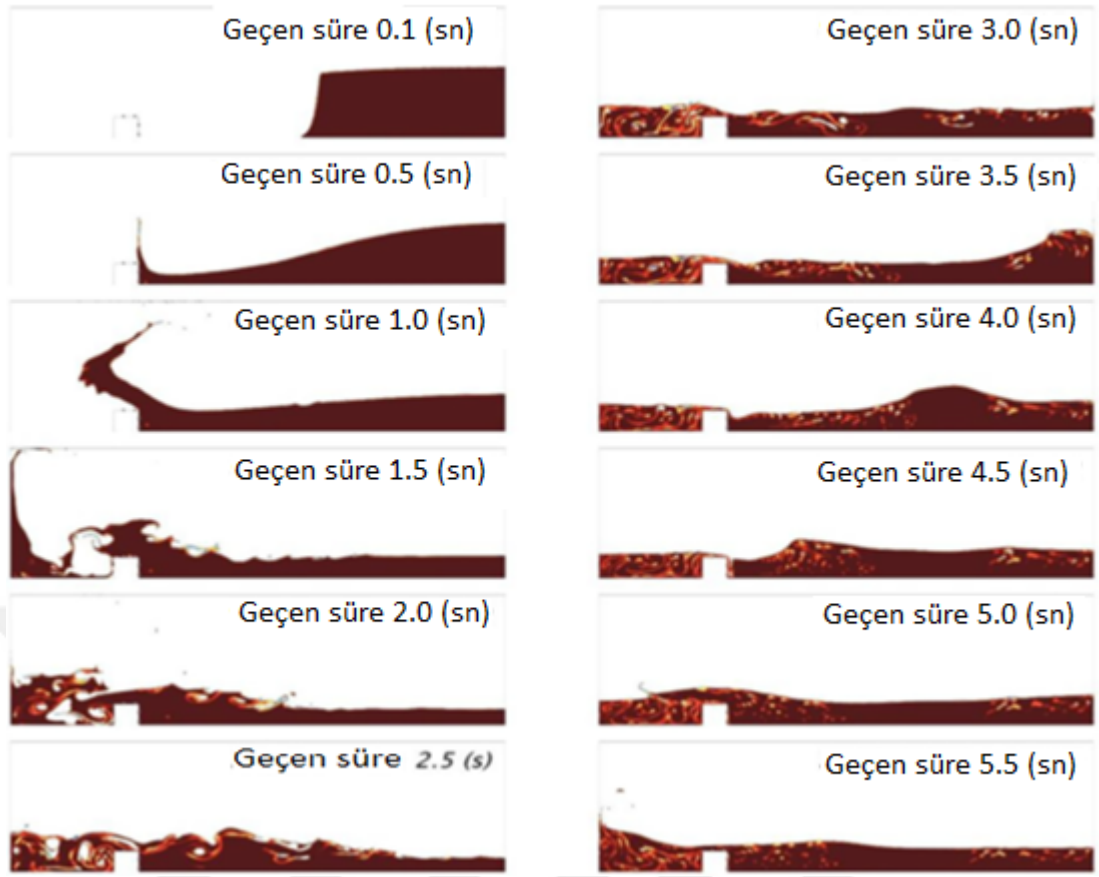 Geçen süre 0.1 (sn)
Geçen süre 0.5 (sn)
Geçen süre 1.0 (sn)
Geçen süre 1.5 (sn)
Geçen süre 2.0 (sn)
Geçen süre 2.5 (s)
Geçen süre 3.0 (sn)
Geçen süre 3.5 (sn)
Geçen süre 4.0 (sn)
Geçen süre 4.5 (sn)
Geçen süre 5.0 (sn)
Geçen süre 5.5 (sn)